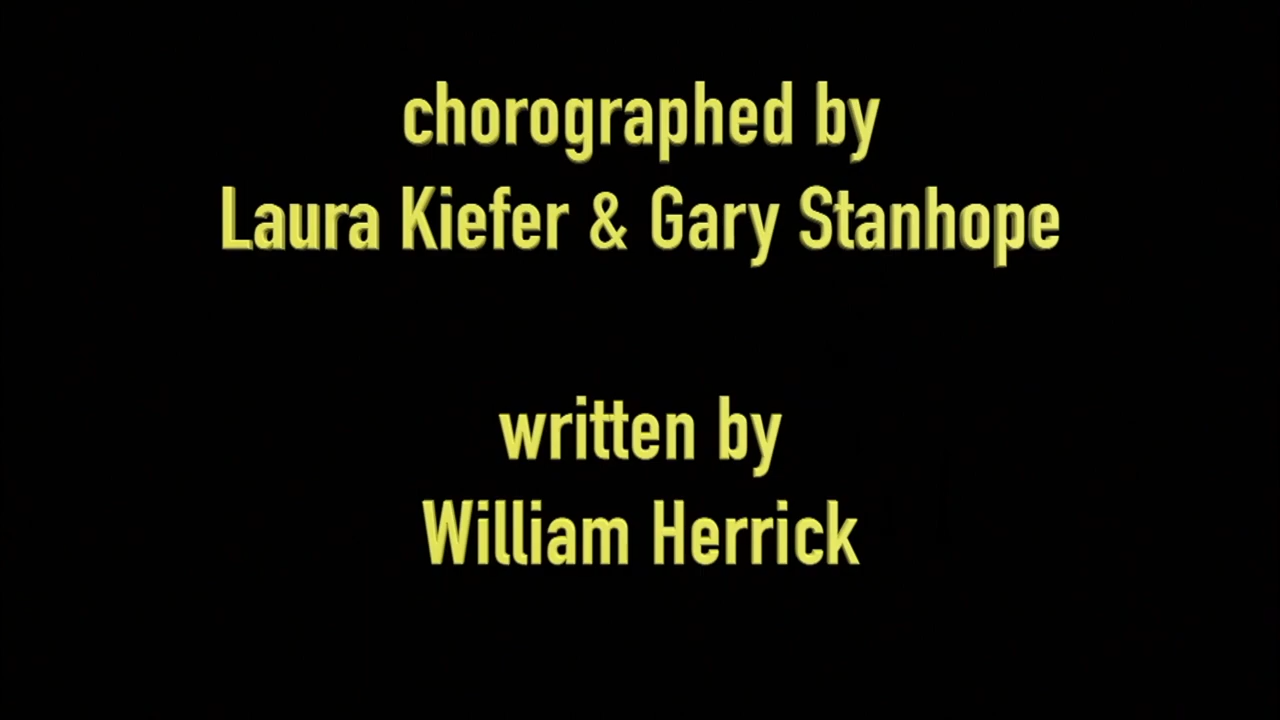 chorographed by
Laura Kiefer & Gary Stanhope
written by
William Herrick